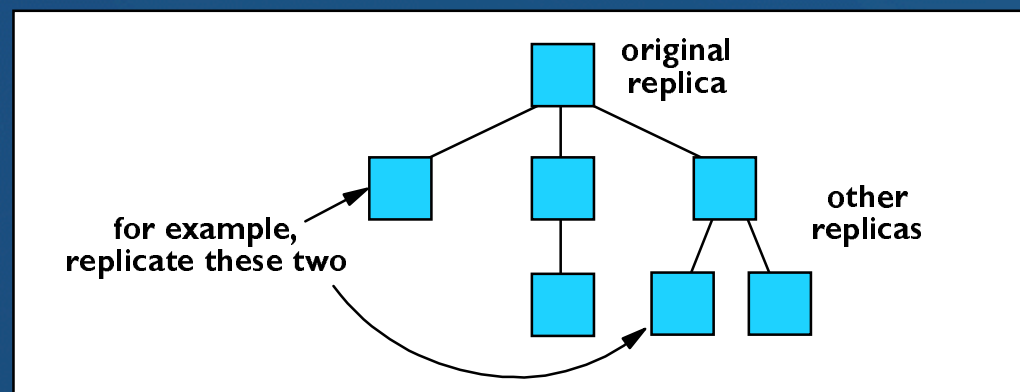 original
replica
other
replicas
for example,
replicate these two